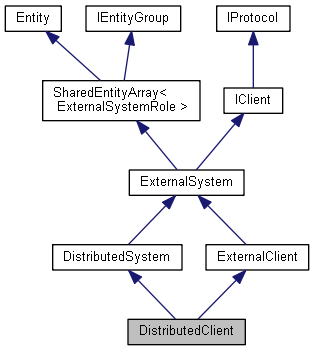 Entity
IEntityGroup
IProtocol
SharedEntityArray<
ExternalSystemRole >
IClient
ExternalSystem
DistributedSystem
ExternalClient
DistributedClient